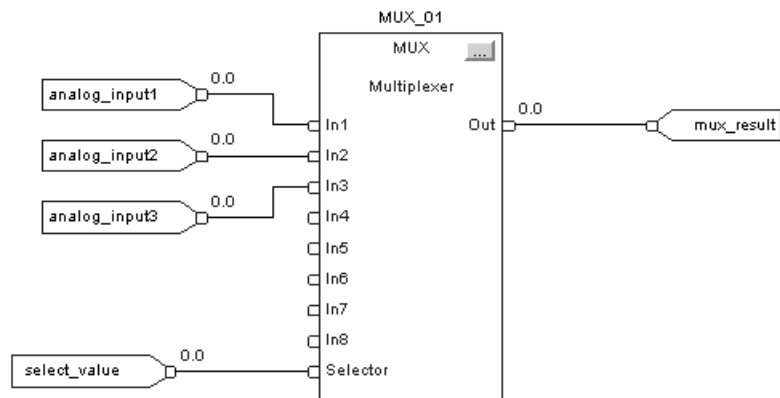 MUX_01
MUX ...
Multiplexer
0.0
analog_input1
0.0
In1
Out
mux_result
0.0
analog_input2
In2
0.0
analog_input3
In3
In4
In5
In6
In7
In8
0.0
select_value
Selector